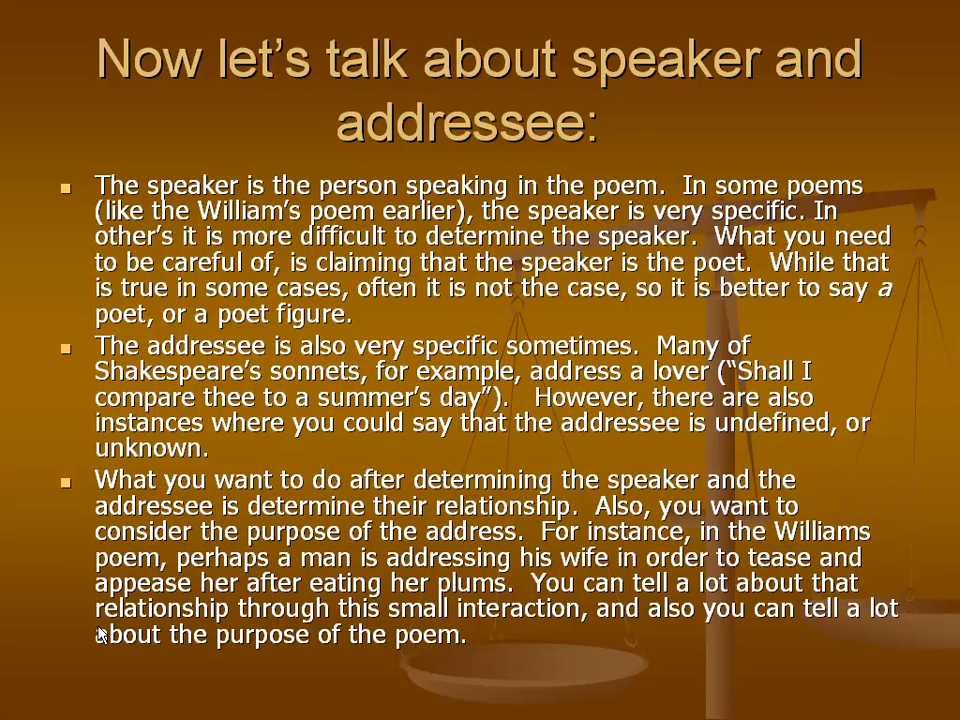 Now let's talk about speaker and
addressee:
■ The speaker is the person speaking in the poem. In some poems
(like the William's poem earlier), the speaker is very specific. In
other's it is more difficult to determine the speaker. What you need
to be careful of, is claiming that the speaker is the poet. While that
is true in some cases, often it is not the case, so it is better to say a
poet, or a poet figure.
■ The addressee is also very specific sometimes. Many of
Shakespeare's sonnets, for example, address a lover ("Shall I
compare thee to a summer's day"). However, there are also
instances where you could say that the addressee is undefined, or
unknown.
■ What you want to do after determining the speaker and the
addressee is determine their relationship. Also, you want to
consider the purpose of the address. For instance, in the Williams
poem, perhaps a man is addressing his wife in order to tease and
appease her after eating her plums. You can tell a lot about that
relationship through this small interaction, and also you can tell a lot
about the purpose of the poem.